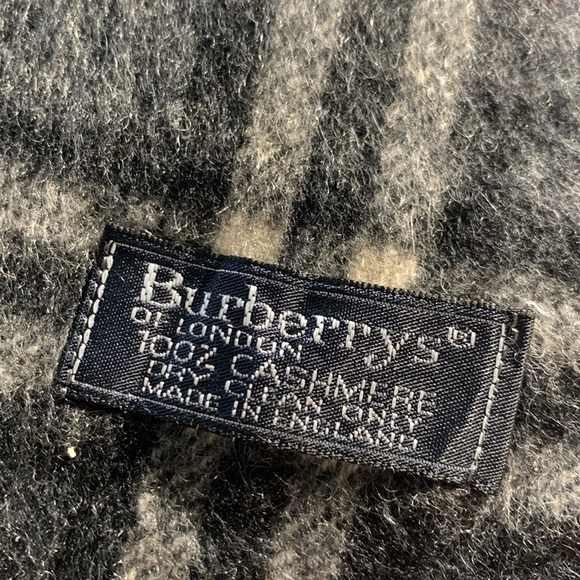 Burberrys®
OF LONDON
100% CASHMERE
DRY CLEAN ONLY
MADE IN ENGLAND